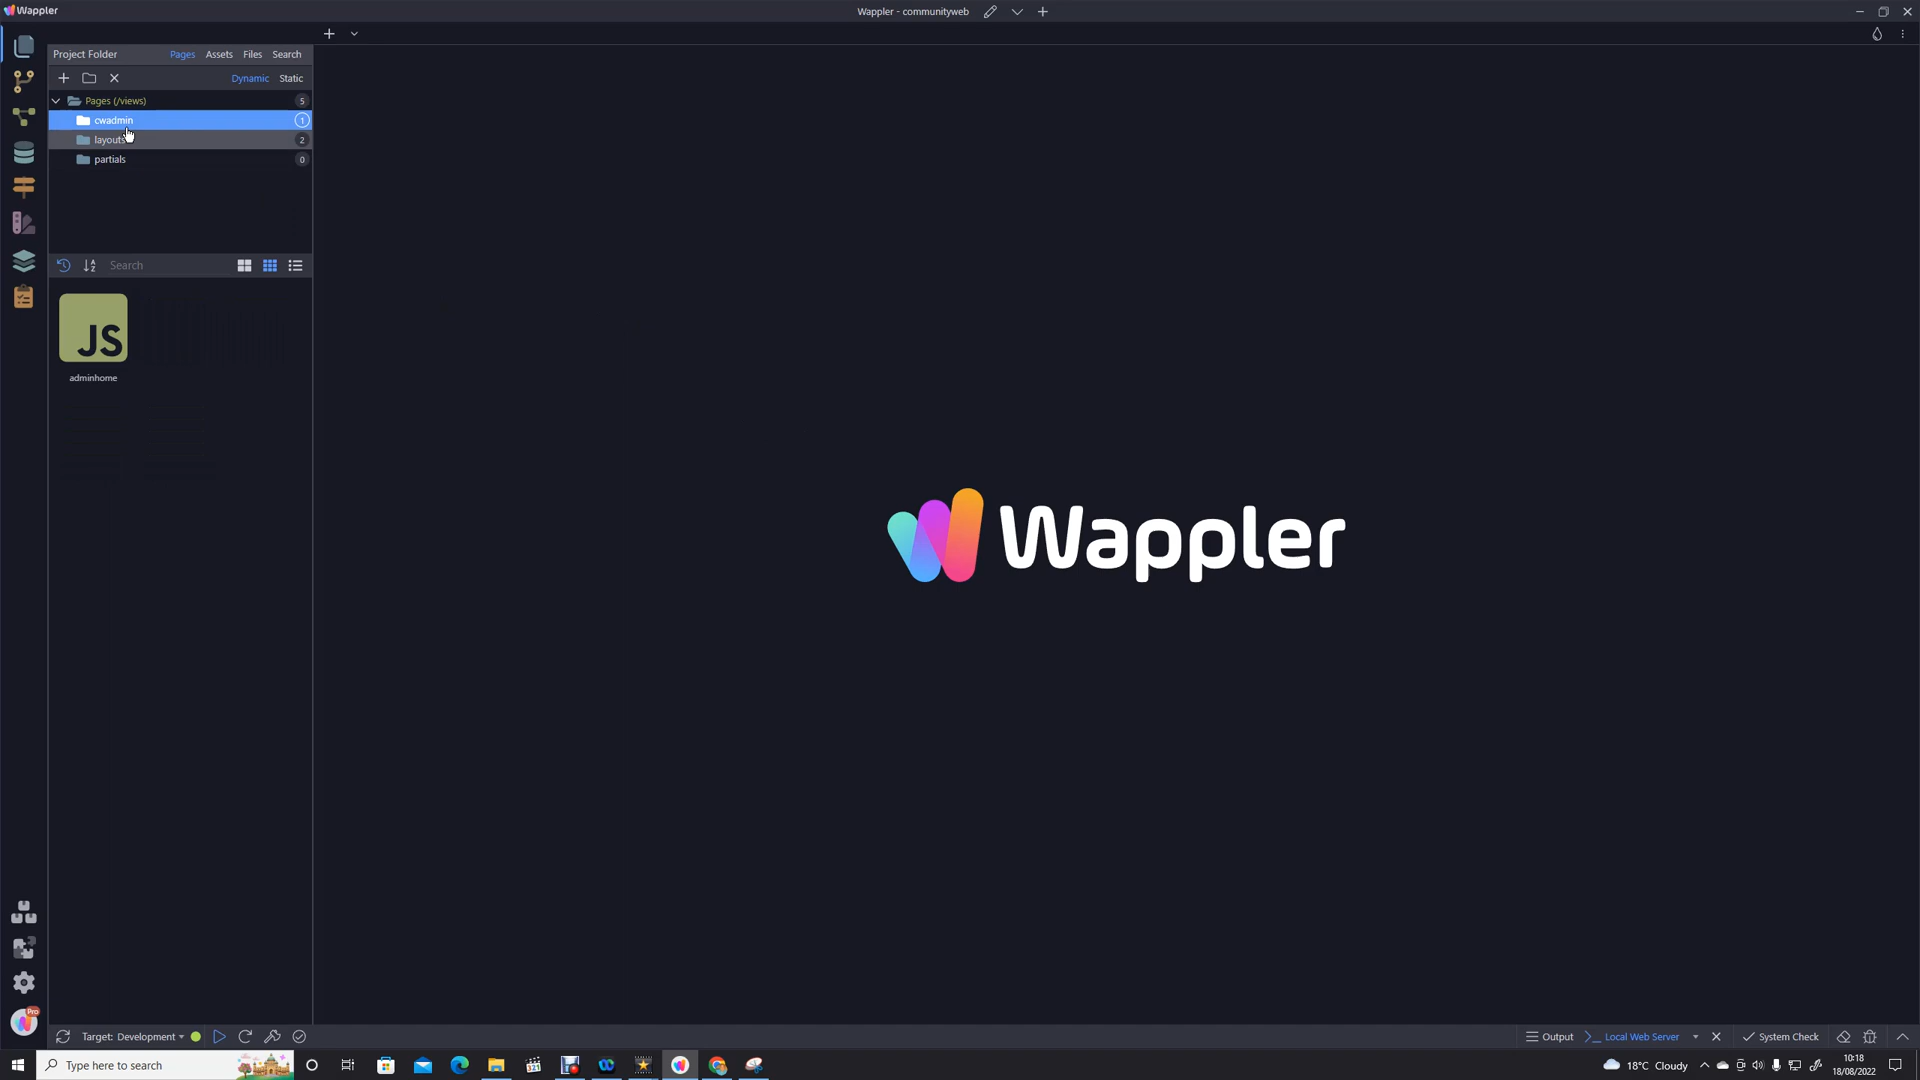 Wappler
Wappler - communityweb
Project Folder
Pages
Assets
Files
Search
Dynamic
Static
Pages (/views)
5
cwadmin
1
layouts
2
partials
0
Search
JS
adminhome
Wappler
Pro
Target: Development
Output
Local Web Server
System Check
Type here to search
321
18°C Cloudy
10:18
18/08/2022